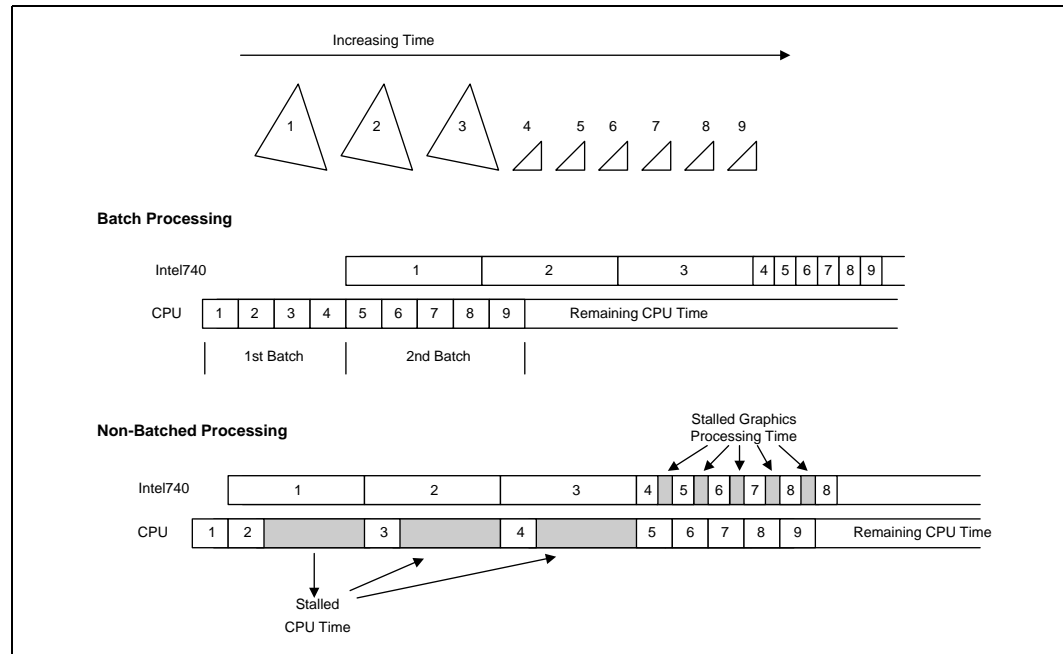 Increasing Time
1 2 3 4 5 6 7 8 9
Batch Processing
Intel740 1 2 3 4 5 6 7 8 9
CPU 1 2 3 4 5 6 7 8 9 Remaining CPU Time
1st Batch 2nd Batch
Non-Batched Processing
Stalled Graphics
Processing Time
Intel740 1 2 3 4 5 6 7 8 8
CPU 1 2 3 4 5 6 7 8 9 Remaining CPU Time
Stalled
CPU Time